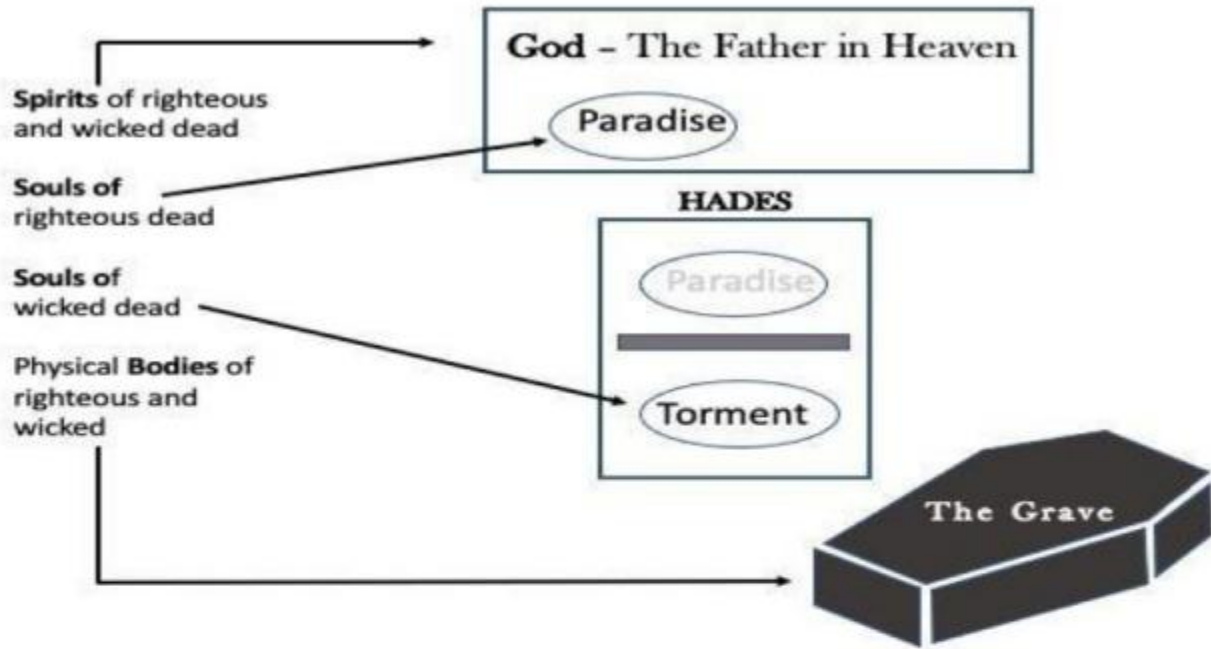 God – The Father in Heaven
Spirits of righteous
and wicked dead
Paradise
Souls of
righteous dead
HADES
Souls of
wicked dead
Paradise
Physical Bodies of
righteous and
wicked
Torment
The Grave